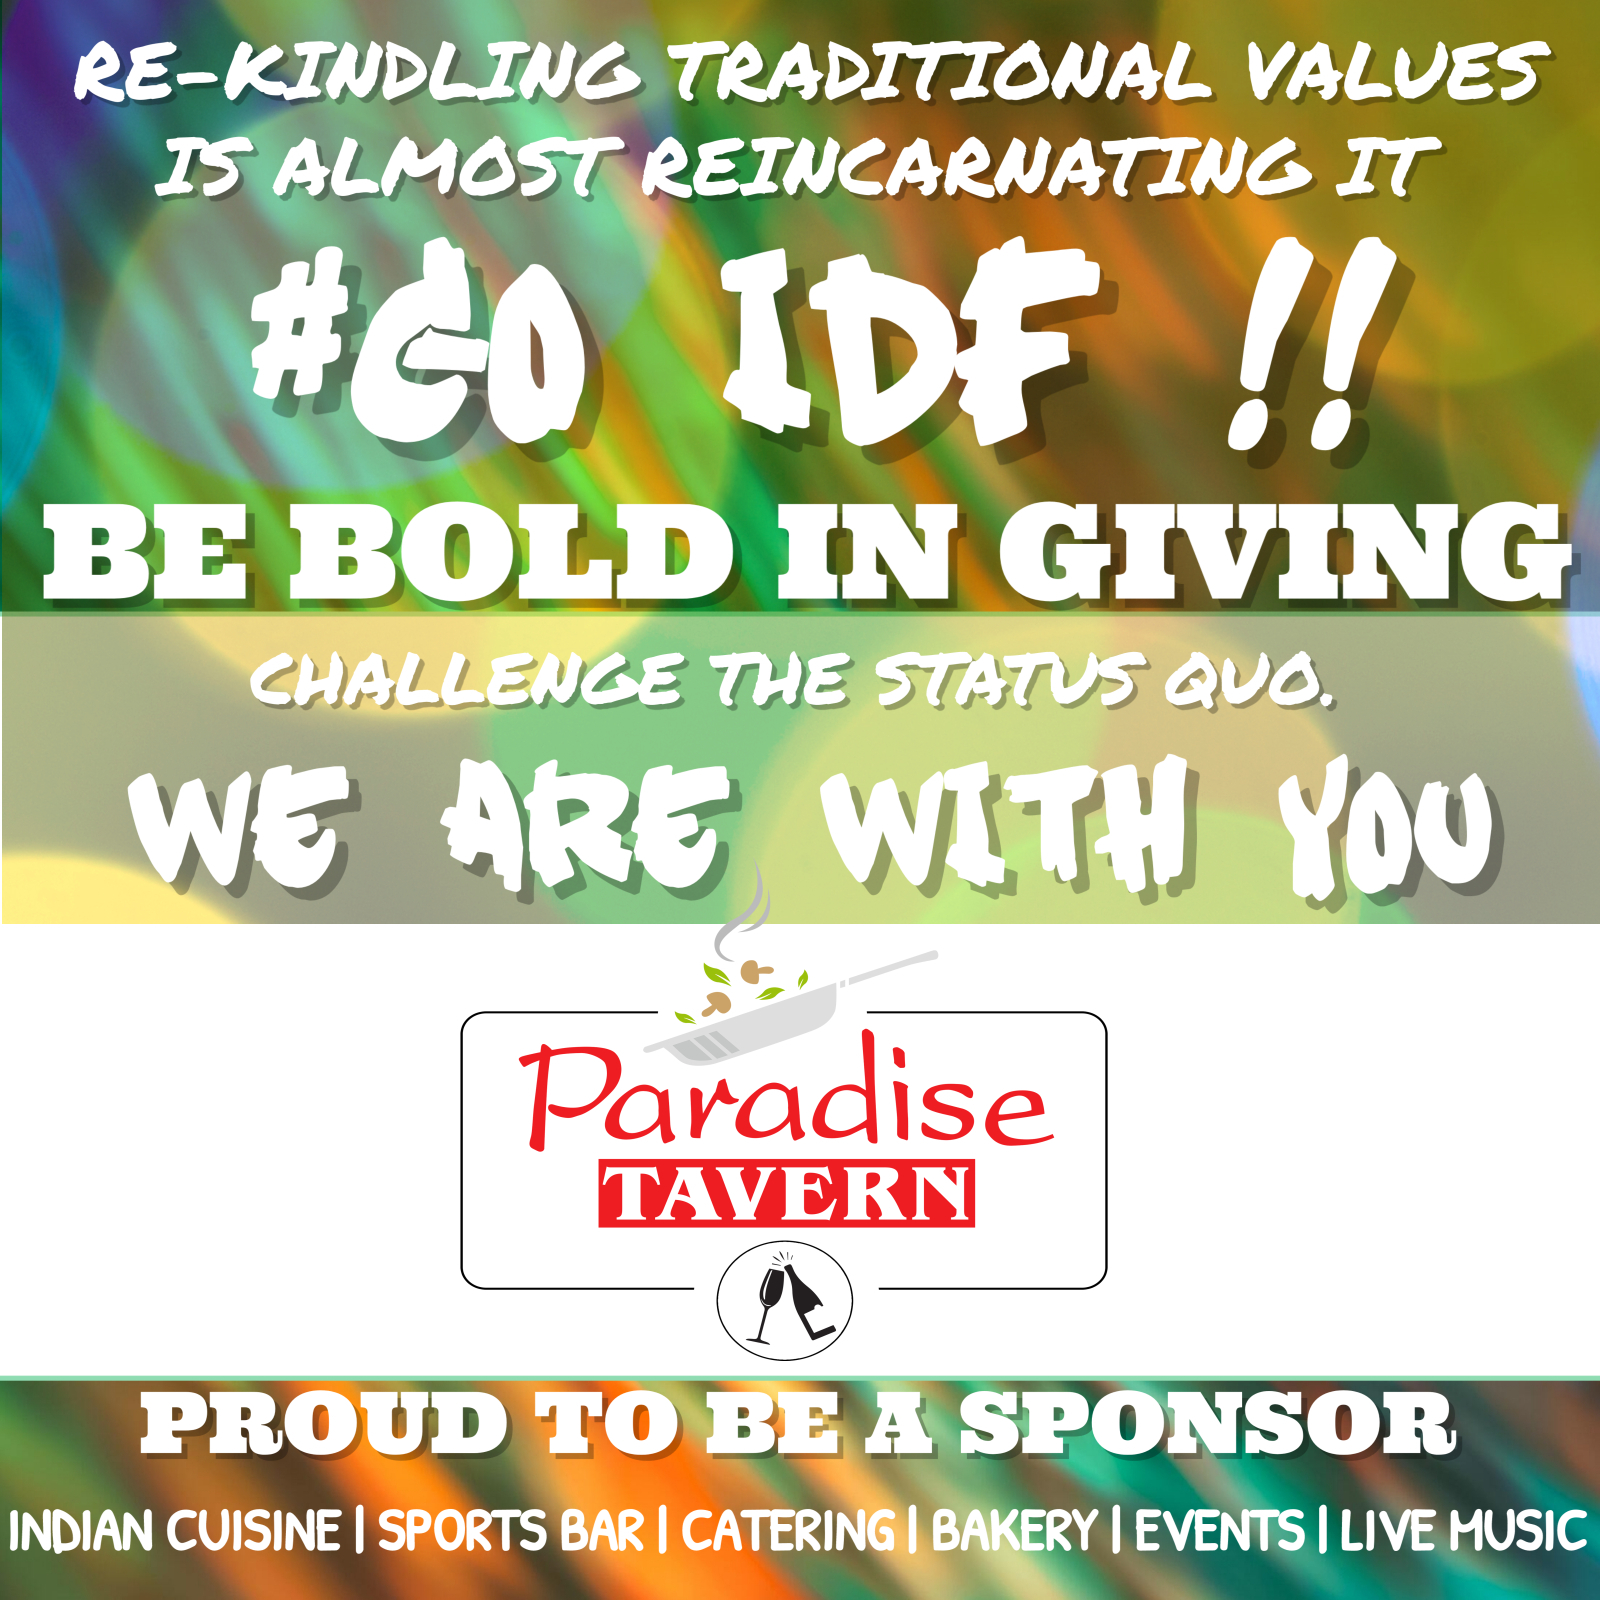 RE-KINDLING TRADITIONAL VALUES
IS ALMOST REINCARNATING IT
#GO IDF !!
BE BOLD IN GIVING
CHALLENGE THE STATUS QUO.
WE ARE WITH YOU
Paradise
TAVERN
PROUD TO BE A SPONSOR
INDIAN CUISINE | SPORTS BAR | CATERING | BAKERY | EVENTS | LIVE MUSIC